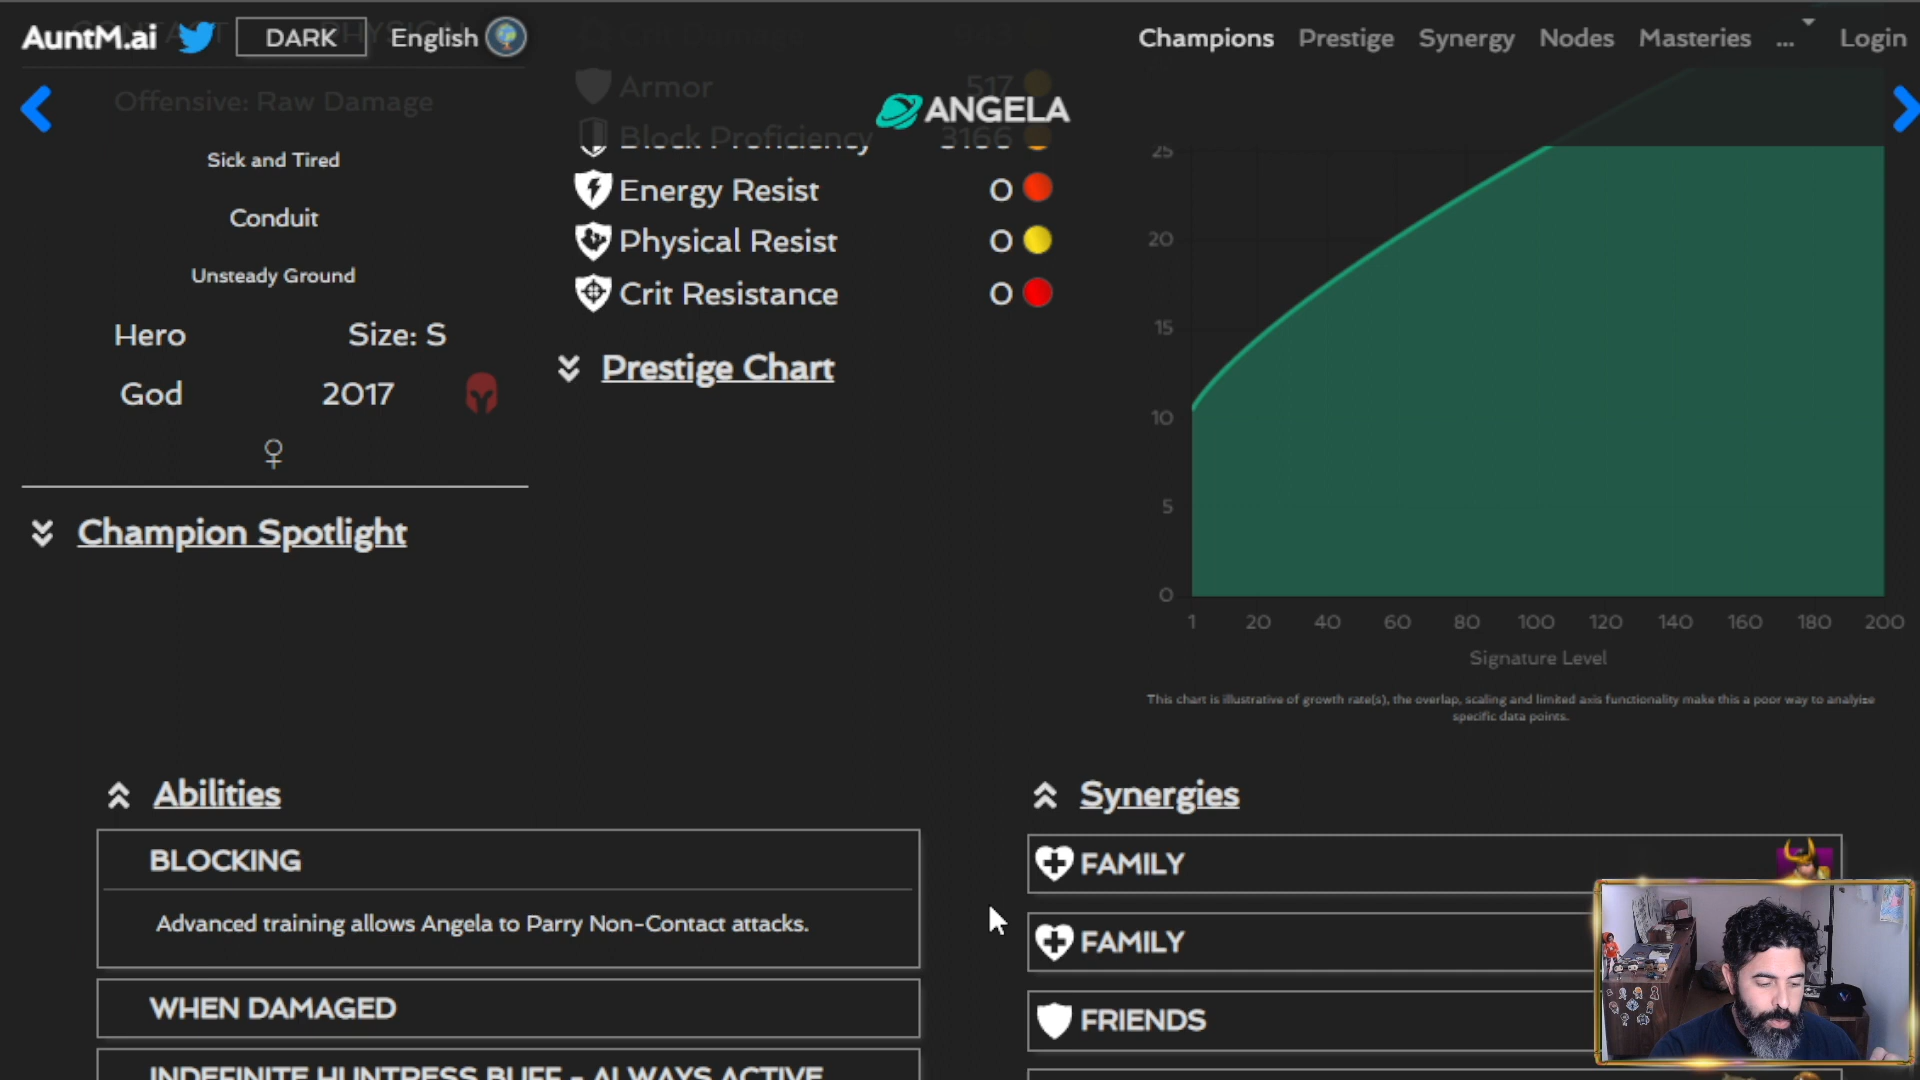 AuntM.ai DARK English Champions Prestige Synergy Nodes Masteries ... Login
Offensive: Raw Damage
Sick and Tired
Conduit
Unsteady Ground
Hero Size: S
God 2017
Champion Spotlight
Armor 517
ANGELA
Block Proficiency 3166
Energy Resist 0
Physical Resist 0
Crit Resistance 0
Prestige Chart
25
20
15
10
5
0
1 20 40 60 80 100 120 140 160 180 200
Signature Level
This chart is illustrative of growth rate(s), the overlap, scaling and limited axis functionality make this a poor way to analyize
specific data points.
Abilities
BLOCKING
Advanced training allows Angela to Parry Non-Contact attacks.
WHEN DAMAGED
INDEFINITE HUNTRESS BUFF - ALWAYS ACTIVE
Synergies
FAMILY
FAMILY
FRIENDS